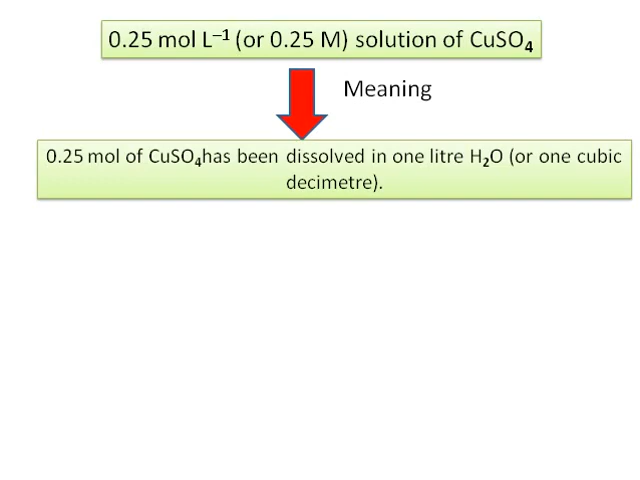 0.25 mol L⁻¹ (or 0.25 M) solution of CuSO₄
Meaning
0.25 mol of CuSO₄has been dissolved in one litre H₂O (or one cubic
decimetre).